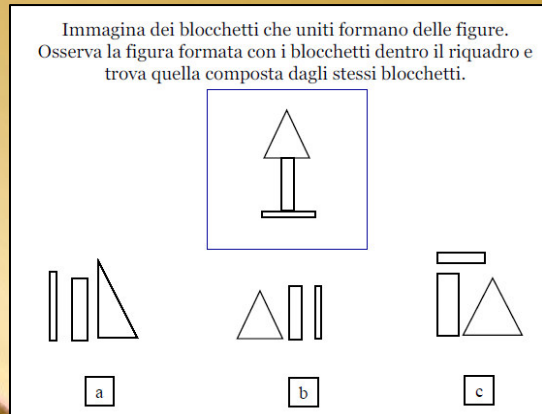 Immagina dei blocchetti che uniti formano delle figure.
Osserva la figura formata con i blocchetti dentro il riquadro e
trova quella composta dagli stessi blocchetti.
a
b
c